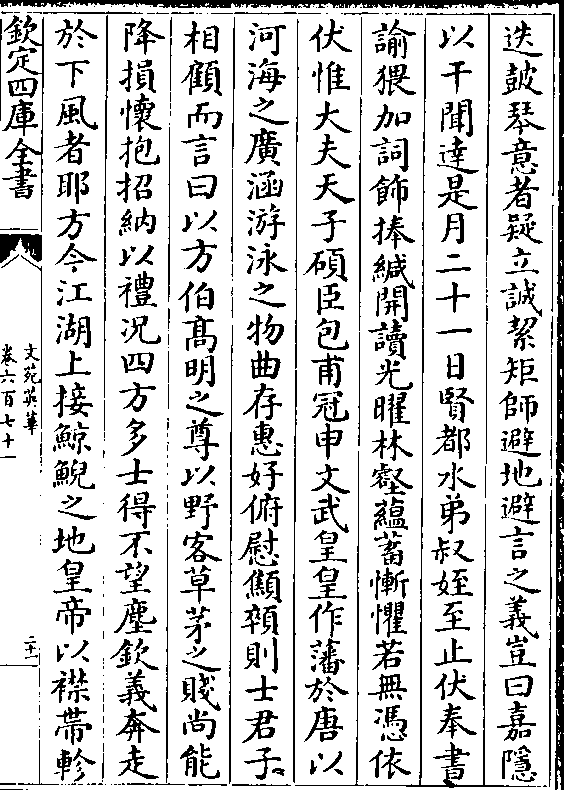 迭鼓琴意者疑立誠絜矩師避地避言之義豈曰嘉隱
以干聞達是月二十一日賢都水弟叔姪至止伏奉書
諭猥加詞飾捧緘開讀光曜林壑藴蓄慚懼若無憑依
伏惟大夫天子碩臣包甫冠申文武皇皇作藩於唐以
河海之廣涵游泳之物曲存惠好俯慰顦顇則士君子
相顧而言曰以方伯髙明之尊以野客草茅之賤尚能
降損懷抱招納以禮況四方多士得不望塵欽義奔走
於下風者耶方今江湖上接鯨鯢之地皇帝以襟帶軫
欽定四庫全書
文苑英華
卷六百七十一
二十一